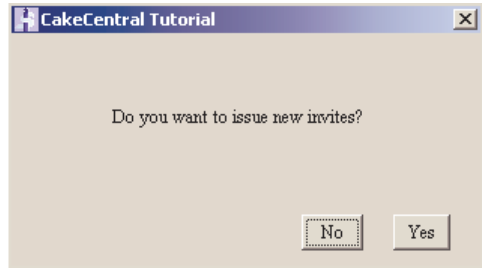 CakeCentral Tutorial
Do you want to issue new invites?
No
Yes